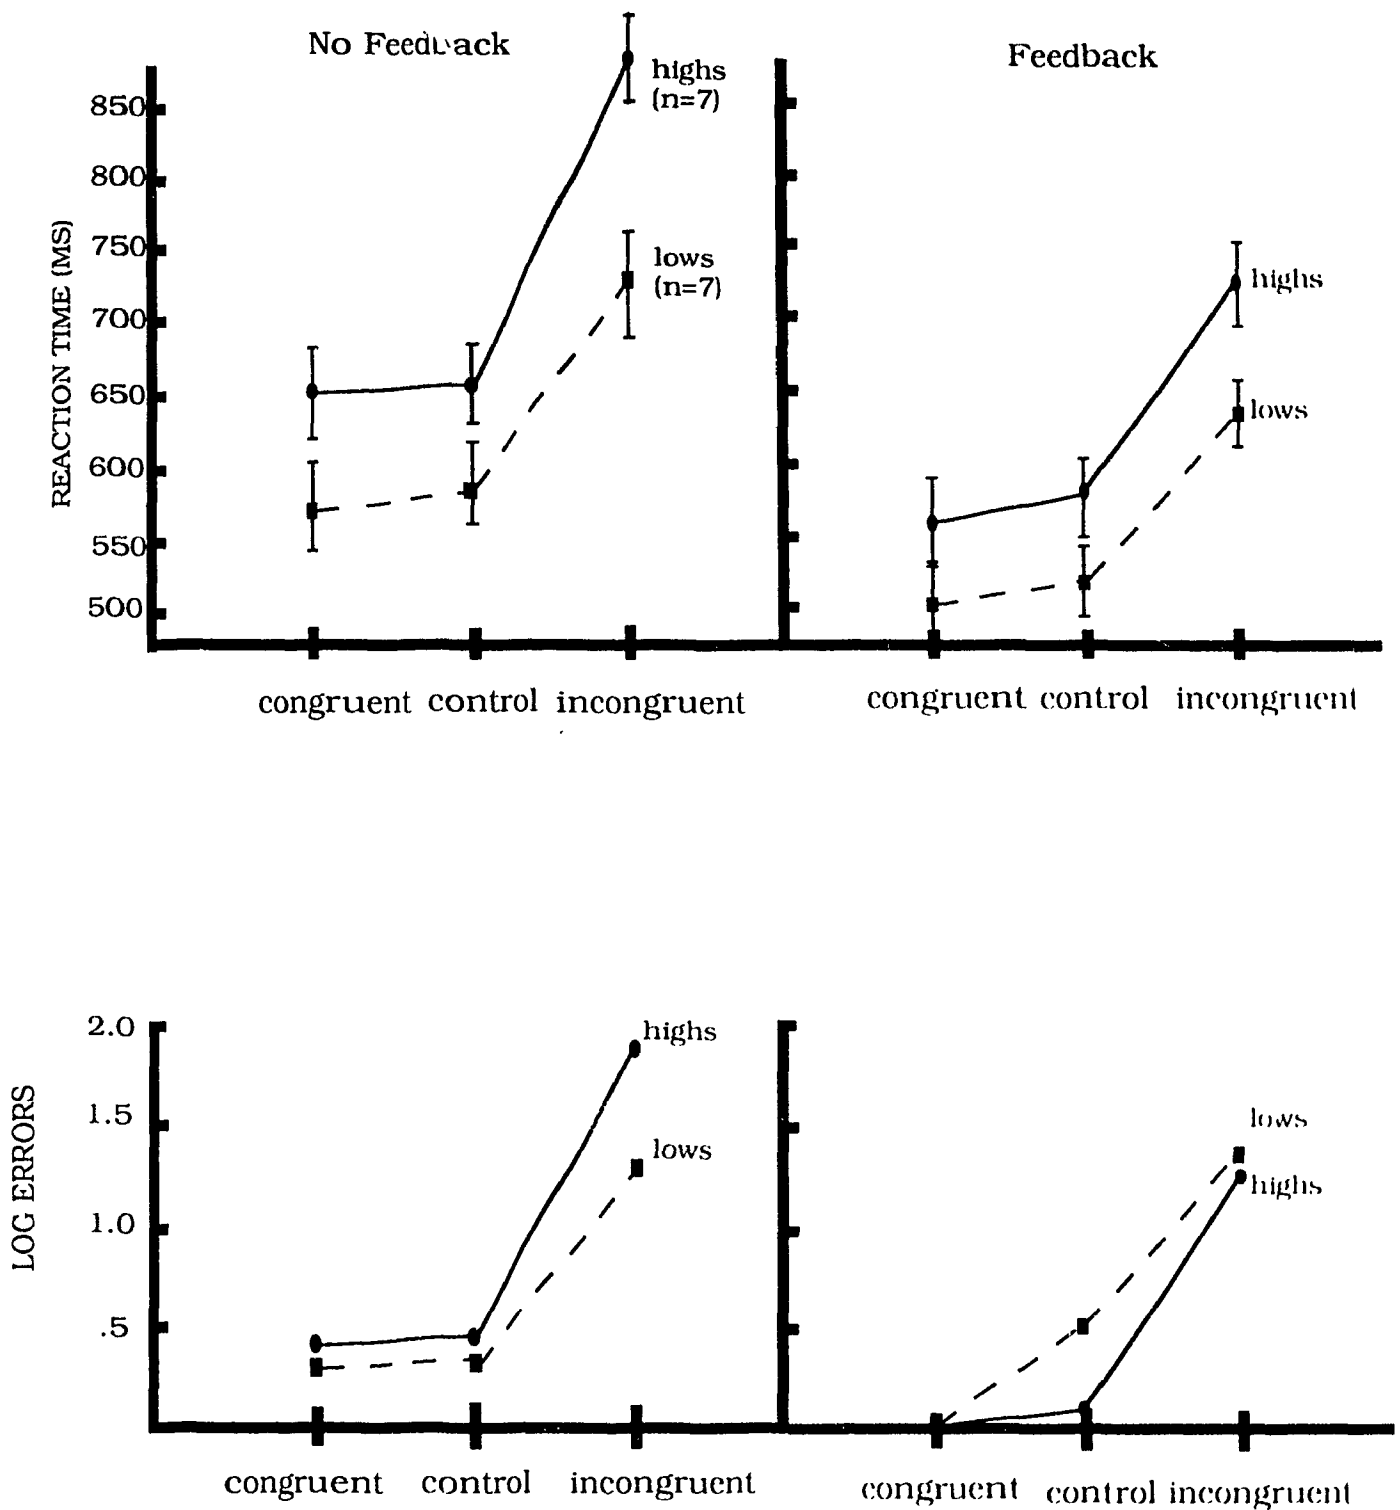 No Feedback
Feedback
REACTION TIME (MS)
850
800
750
700
650
600
550
500
highs
(n=7)
lows
(n=7)
highs
lows
congruent control incongruent
congruent control incongruent
LOG ERRORS
2.0
1.5
1.0
.5
highs
lows
lows
highs
congruent control incongruent
congruent control incongruent